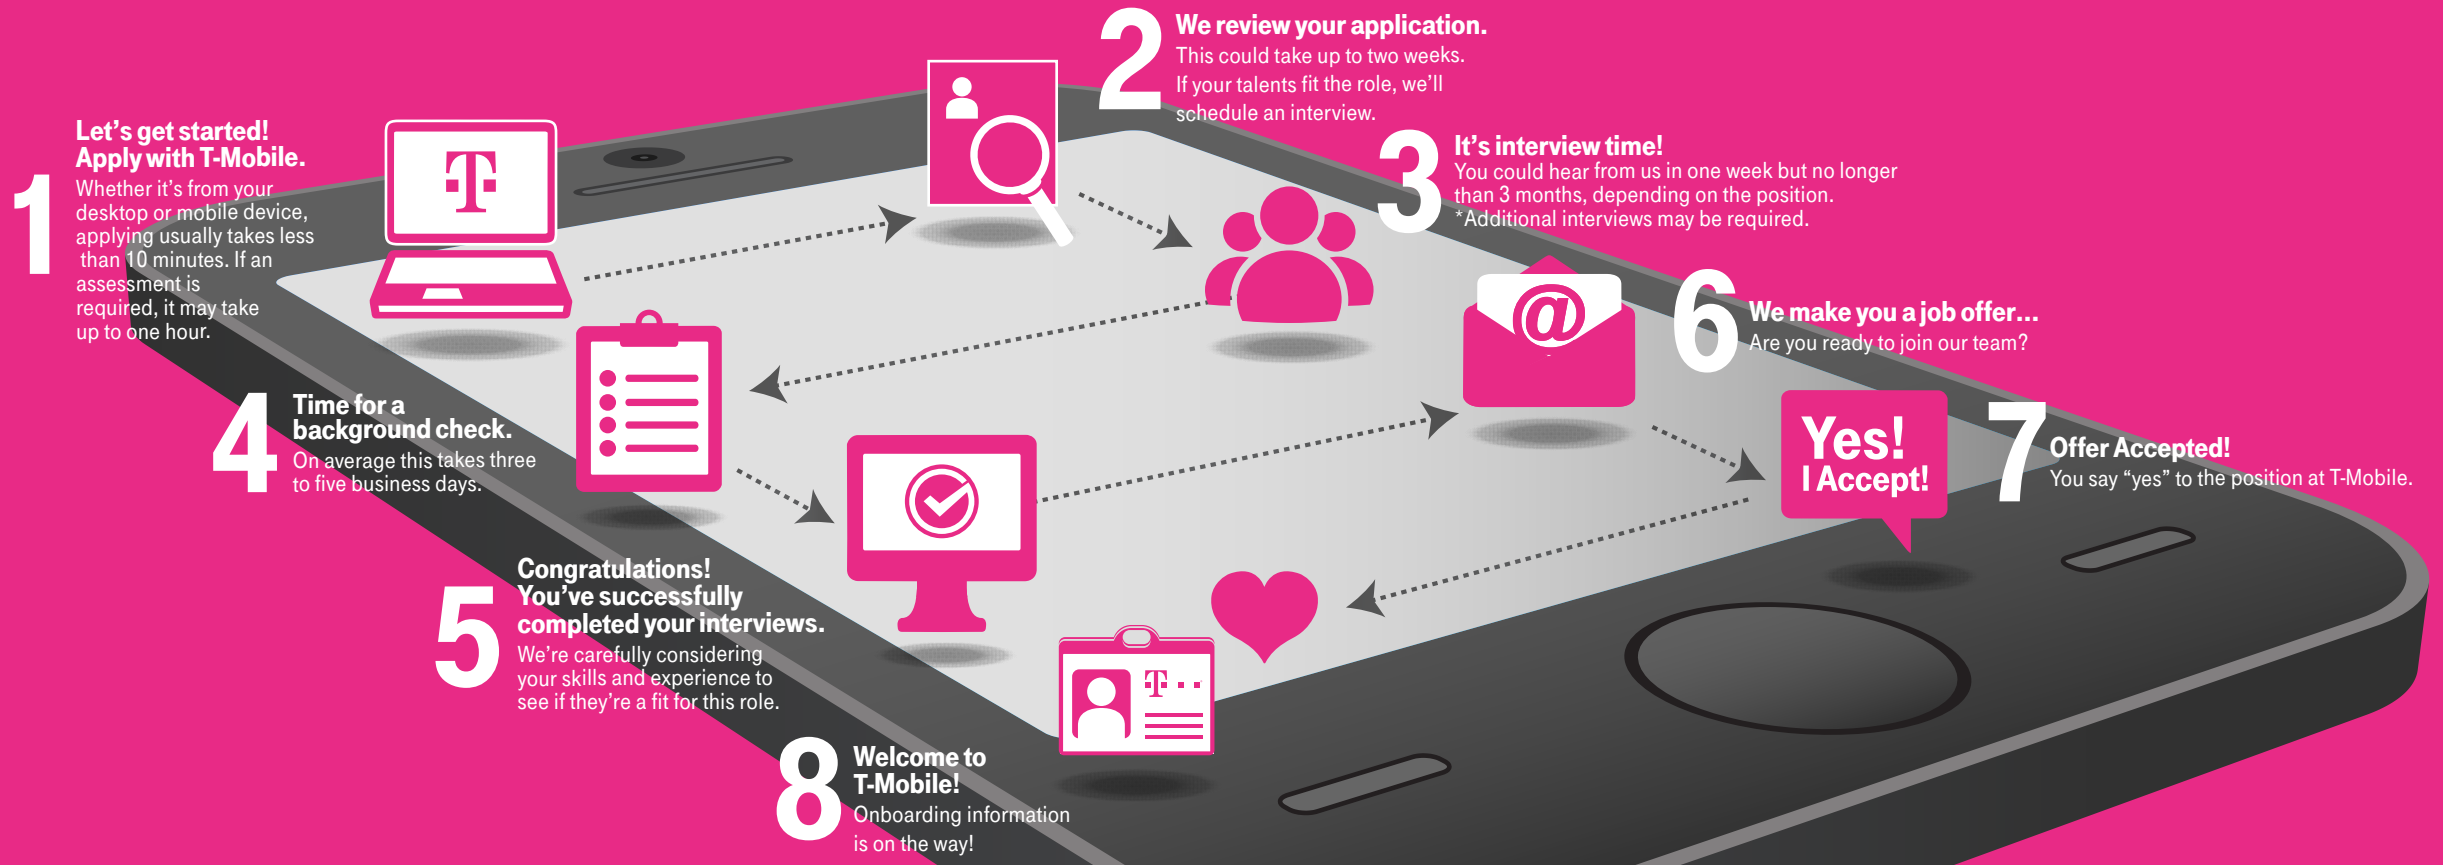 1
Let's get started!
Apply with T-Mobile.
Whether it's from your
desktop or mobile device,
applying usually takes less
than 10 minutes. If an
assessment is
required, it may take
up to one hour.
T
2
We review your application.
This could take up to two weeks.
If your talents fit the role, we'll
schedule an interview.
3
It's interview time!
You could hear from us in one week but no longer
than 3 months, depending on the position.
*Additional interviews may be required.
4
Time for a
background check.
On average this takes three
to five business days.
5
Congratulations!
You've successfully
completed your interviews.
We're carefully considering
your skills and experience to
see if they're a fit for this role.
@
6
We make you a job offer...
Are you ready to join our team?
Yes!
I Accept!
7
Offer Accepted!
You say “yes” to the position at T-Mobile.
8
Welcome to
T-Mobile!
Onboarding information
is on the way!
T